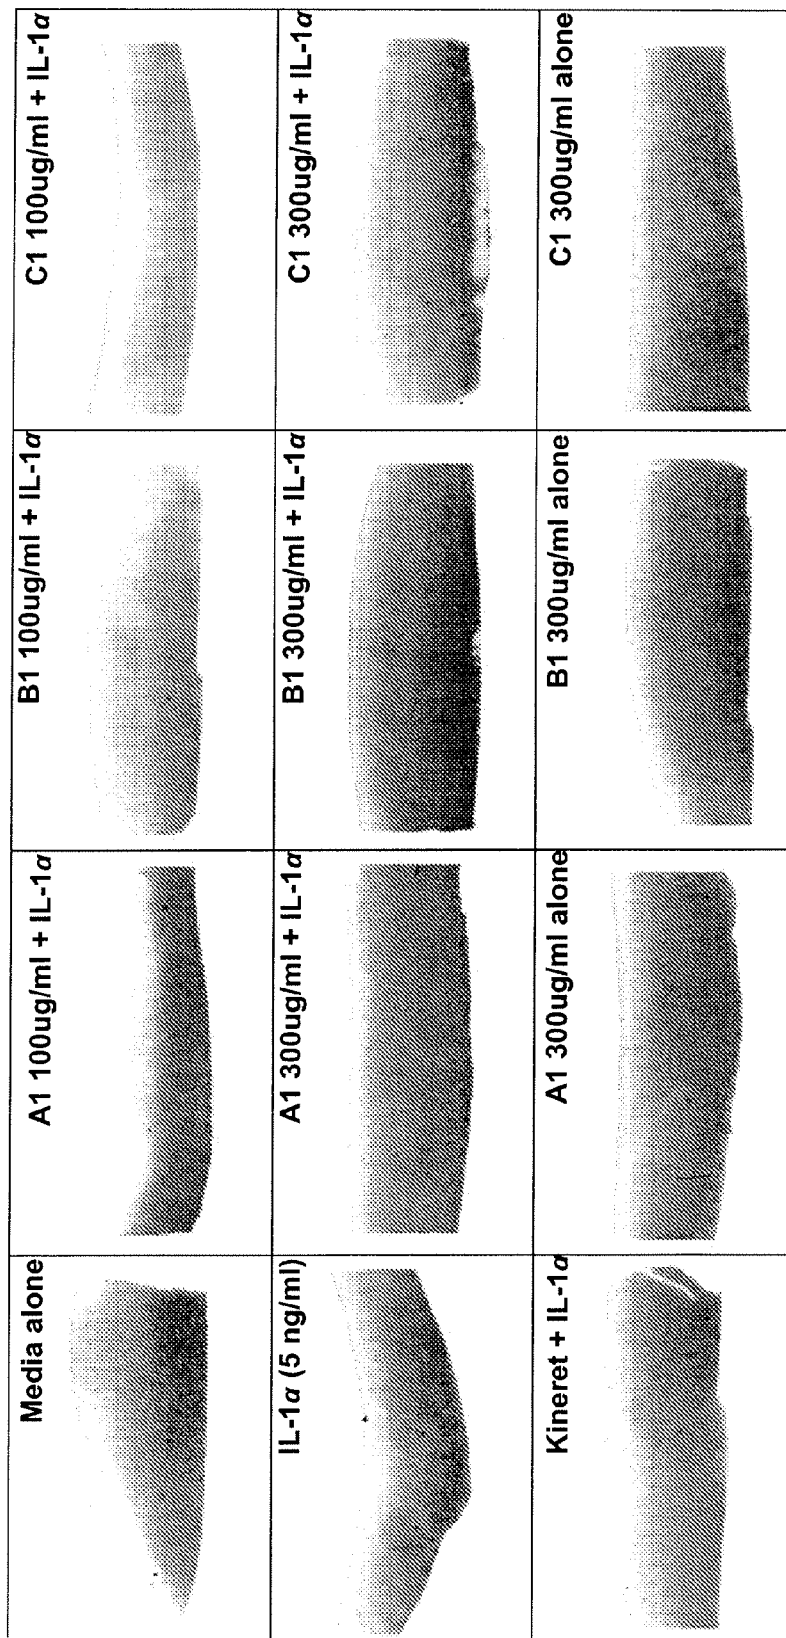 Media alone
A1 100ug/ml + IL-1α
B1 100ug/ml + IL-1α
C1 100ug/ml + IL-1α
IL-1α (5 ng/ml)
A1 300ug/ml + IL-1α
B1 300ug/ml + IL-1α
C1 300ug/ml + IL-1α
Kineret + IL-1α
A1 300ug/ml alone
B1 300ug/ml alone
C1 300ug/ml alone